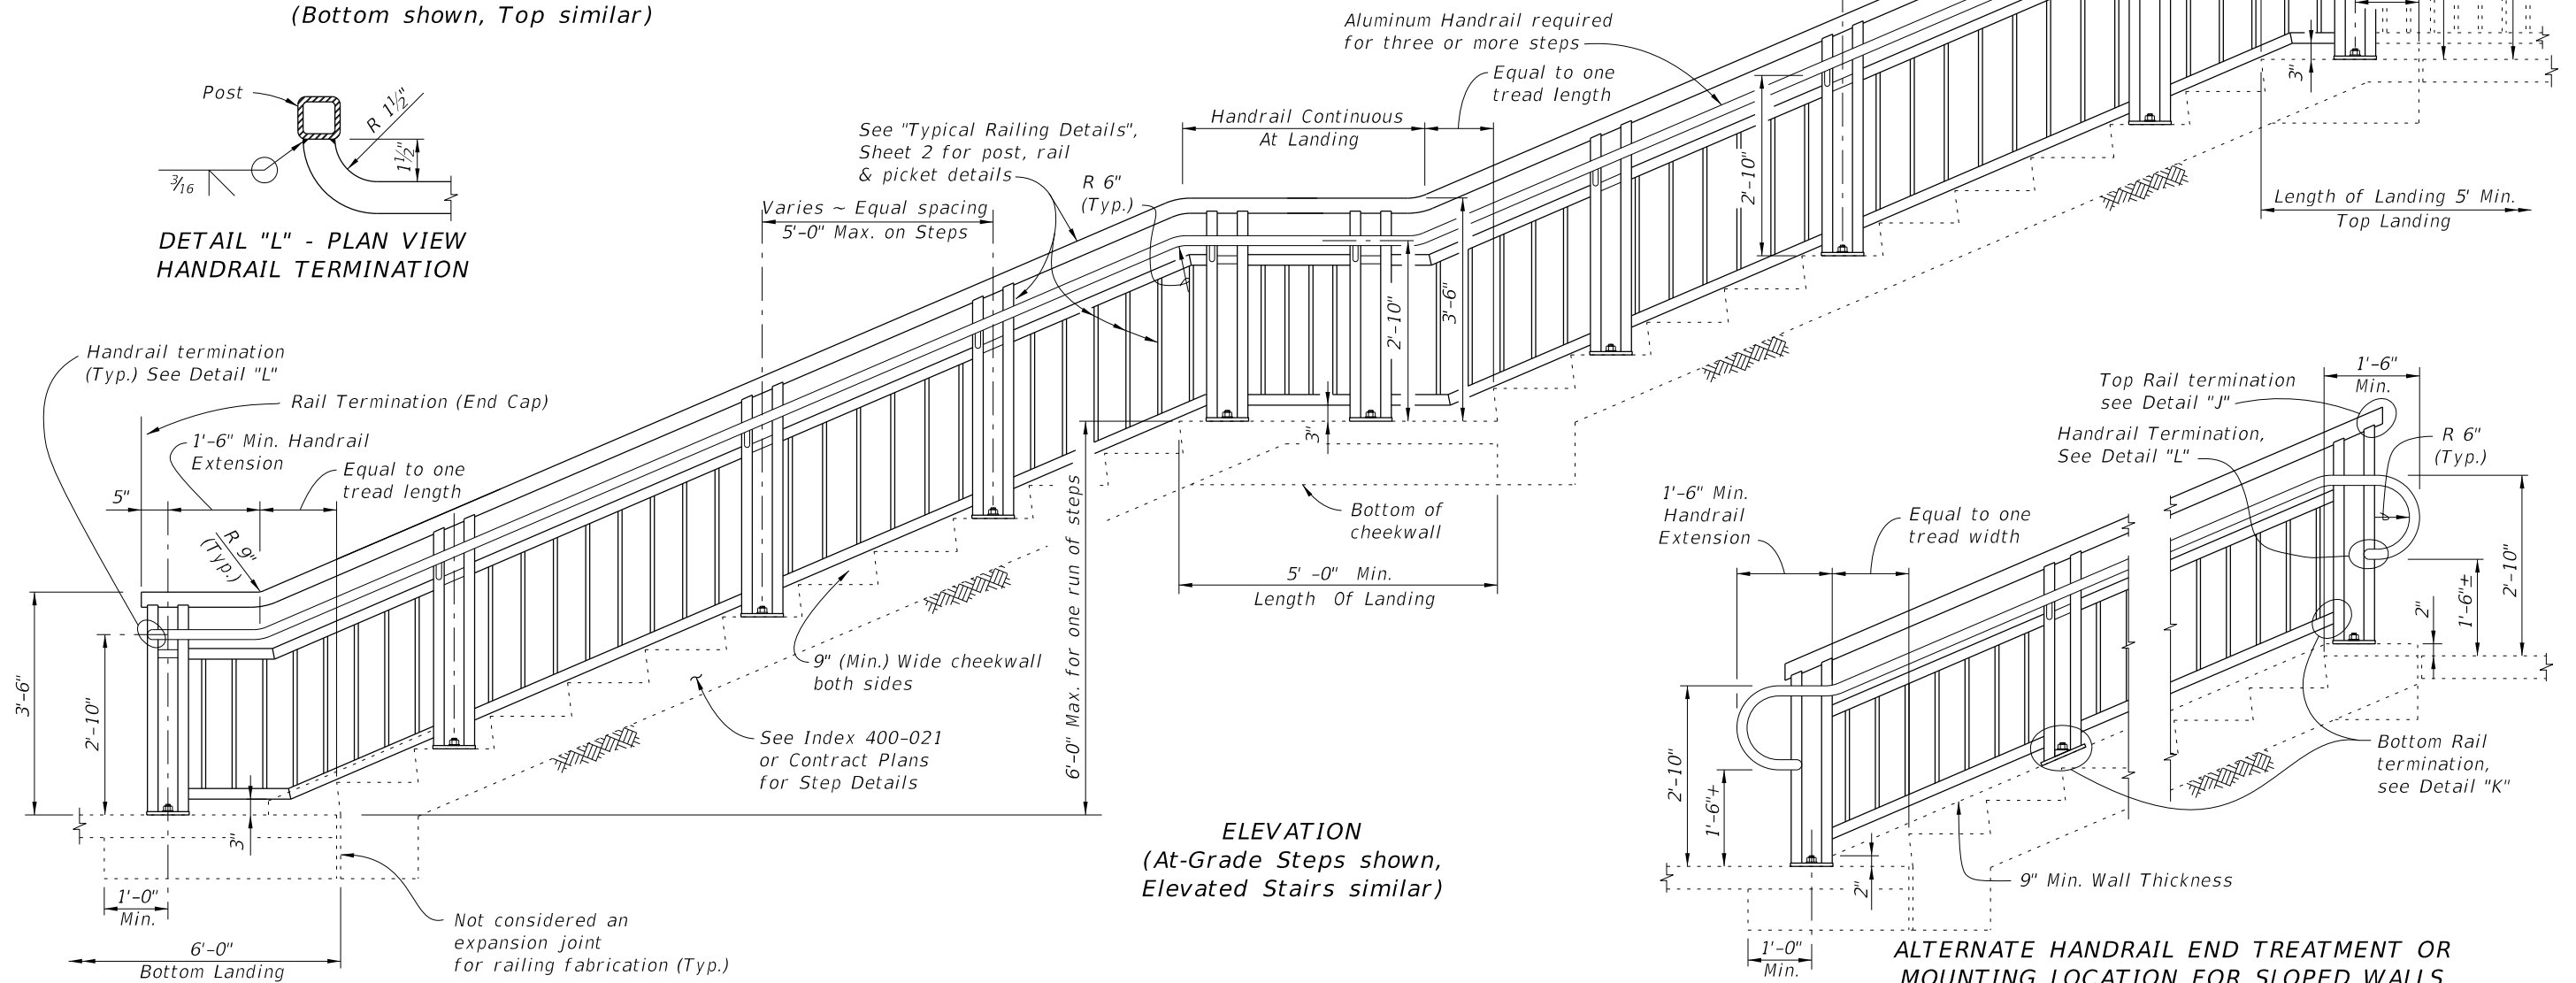 (Bottom shown, Top similar)
Post
R 1½"
1½"
3/16
DETAIL "L" - PLAN VIEW
HANDRAIL TERMINATION
Aluminum Handrail required
for three or more steps
Equal to one
tread length
Handrail Continuous
At Landing
See "Typical Railing Details",
Sheet 2 for post, rail
& picket details
R 6"
(Typ.)
Varies ~ Equal spacing
5'-0" Max. on Steps
2'-10"
3"
Length of Landing 5' Min.
Top Landing
2'-10"
3'-6"
3"
Handrail termination
(Typ.) See Detail "L"
Rail Termination (End Cap)
1'-6" Min. Handrail
Extension
Equal to one
tread length
5"
R 9"
(Typ.)
3'-6"
2'-10"
3"
6'-0" Max. for one run of steps
Bottom of
cheekwall
5' -0" Min.
Length Of Landing
9" (Min.) Wide cheekwall
both sides
See Index 400-021
or Contract Plans
for Step Details
1'-0"
Min.
6'-0"
Bottom Landing
Not considered an
expansion joint
for railing fabrication (Typ.)
ELEVATION
(At-Grade Steps shown,
Elevated Stairs similar)
1'-6"
Min.
Top Rail termination
see Detail "J"
Handrail Termination,
See Detail "L"
R 6"
(Typ.)
1'-6" Min.
Handrail
Extension
Equal to one
tread width
2'-10"
1'-6"±
2"
2'-10"
1'-6"+
2"
Bottom Rail
termination,
see Detail "K"
9" Min. Wall Thickness
1'-0"
Min.
ALTERNATE HANDRAIL END TREATMENT OR
MOUNTING LOCATION FOR SLOPED WALLS